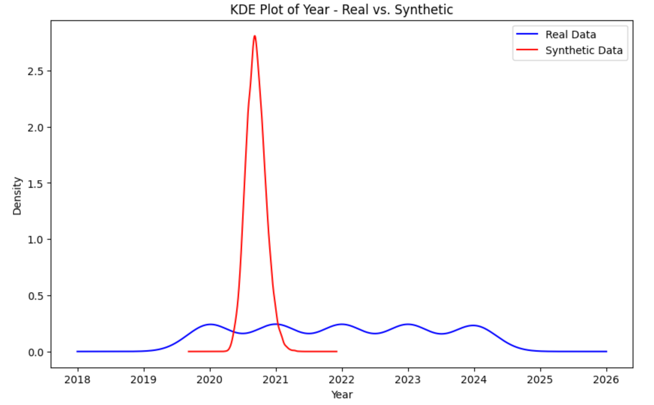 KDE Plot of Year - Real vs. Synthetic
Real Data
Synthetic Data
Density
2.5
2.0
1.5
1.0
0.5
0.0
2018 2019 2020 2021 2022 2023 2024 2025 2026
Year